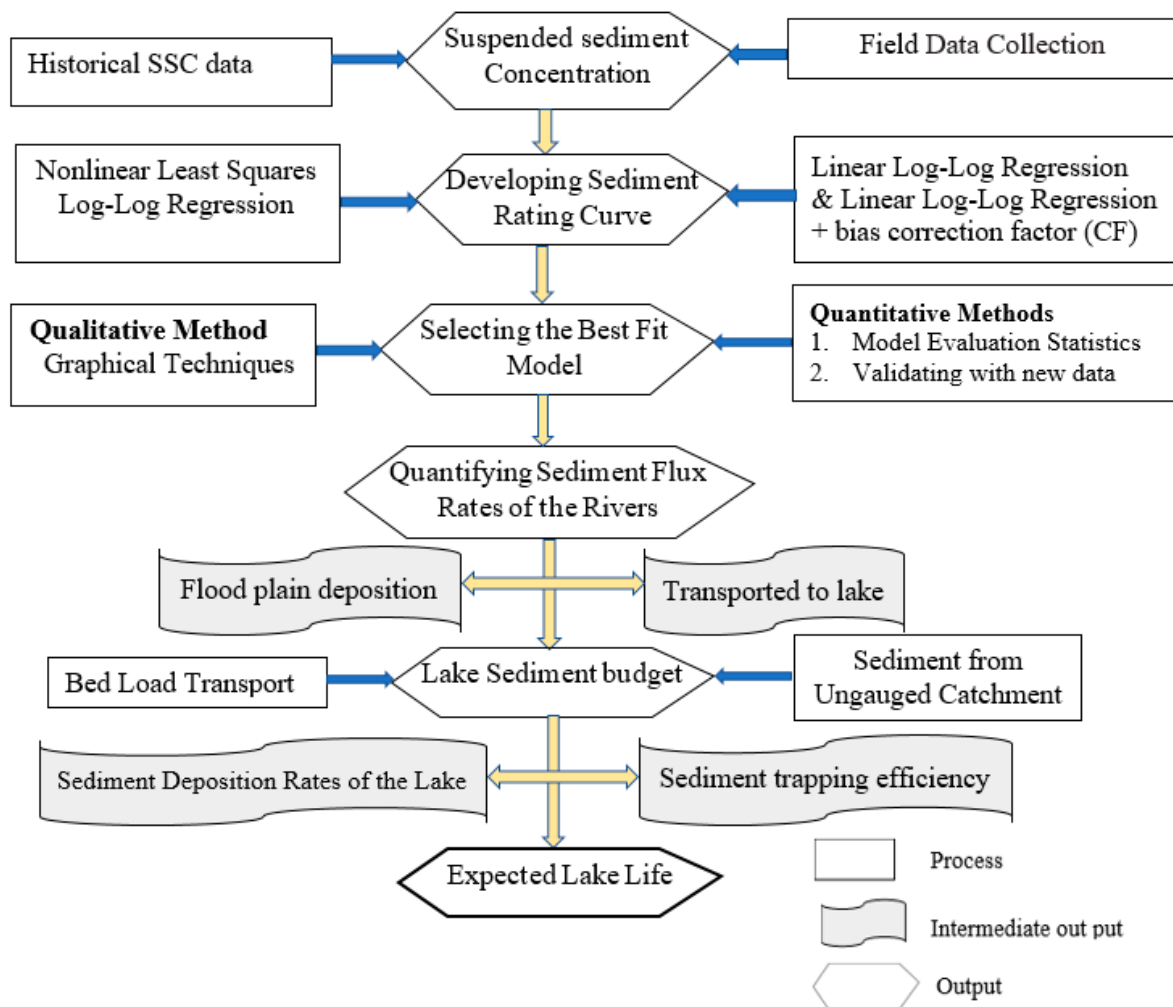 Suspended sediment
Concentration
Historical SSC data
Field Data Collection
Nonlinear Least Squares
Log-Log Regression
Developing Sediment
Rating Curve
Linear Log-Log Regression
& Linear Log-Log Regression
+ bias correction factor (CF)
Qualitative Method
Graphical Techniques
Selecting the Best Fit
Model
Quantitative Methods
1. Model Evaluation Statistics
2. Validating with new data
Quantifying Sediment Flux
Rates of the Rivers
Flood plain deposition
Transported to lake
Bed Load Transport
Lake Sediment budget
Sediment from
Ungauged Catchment
Sediment Deposition Rates of the Lake
Sediment trapping efficiency
Expected Lake Life
Process
Intermediate out put
Output